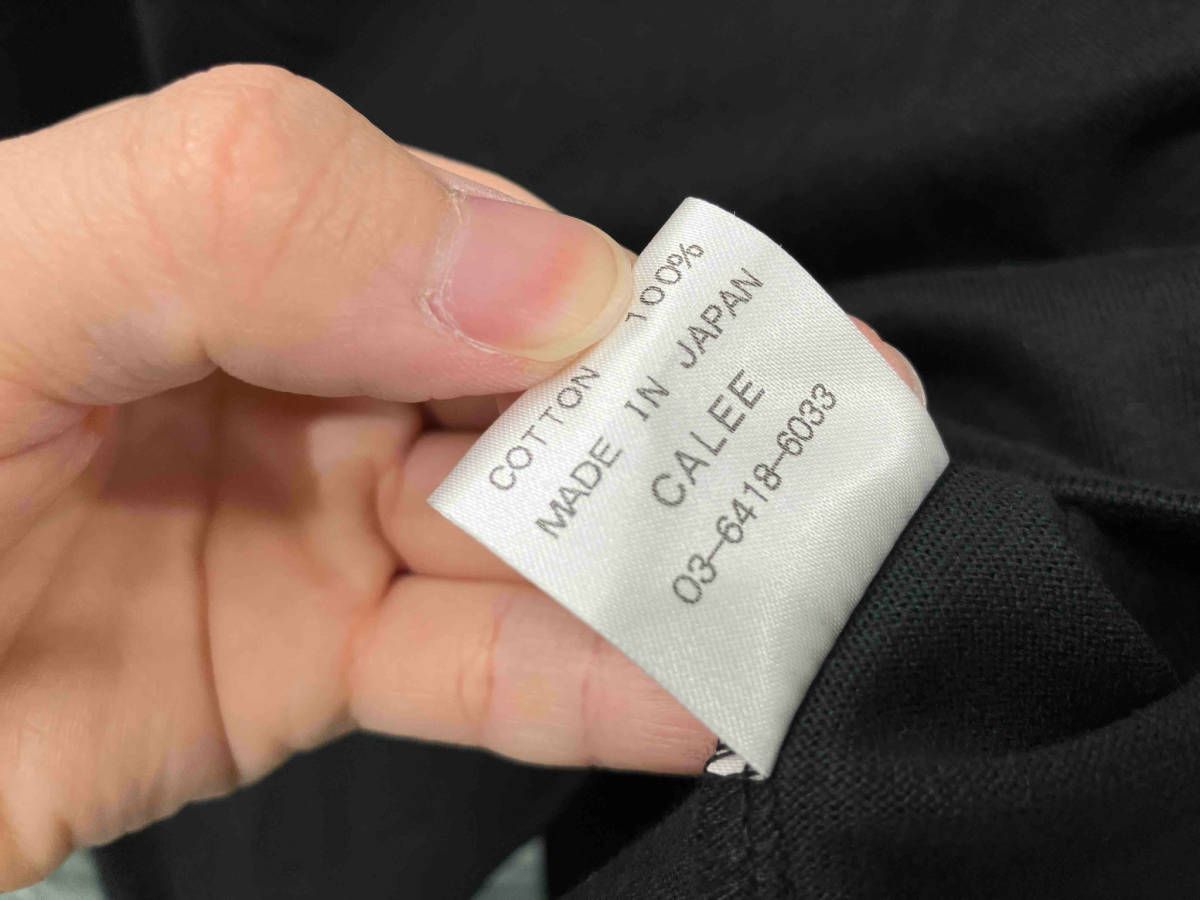 COTTON 100%
MADE IN JAPAN
CALEE
03-6418-6033